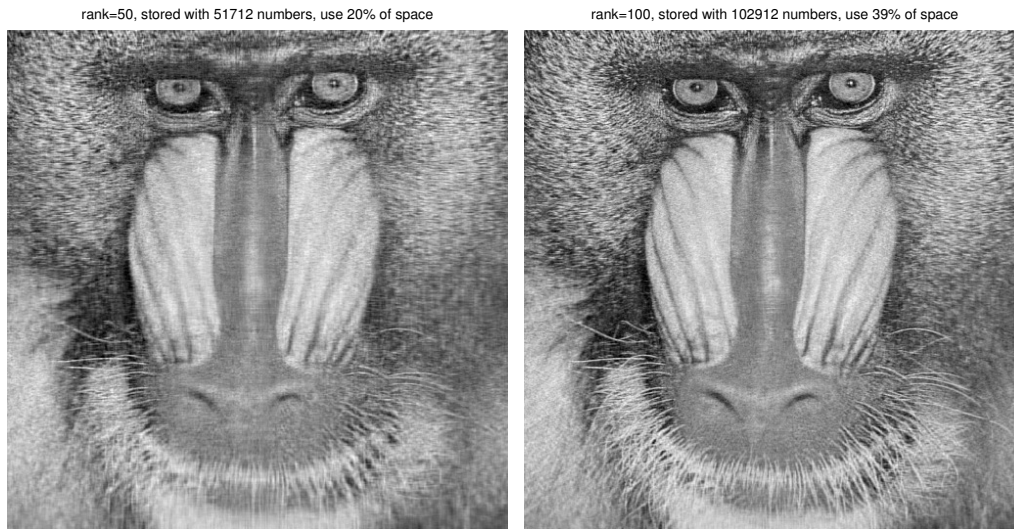 rank=50, stored with 51712 numbers, use 20% of space
rank=100, stored with 102912 numbers, use 39% of space